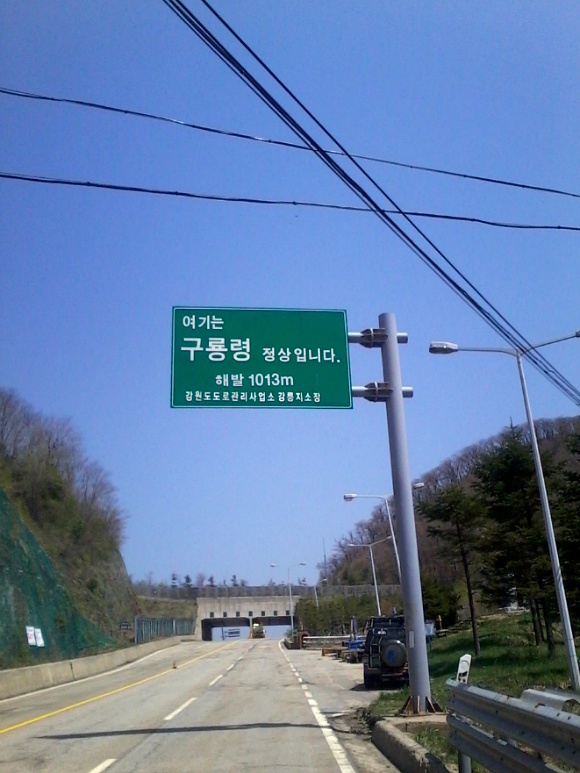 여기는
구룡령 정상입니다.
해발 1013m
강원도도로관리사업소 강릉지소장